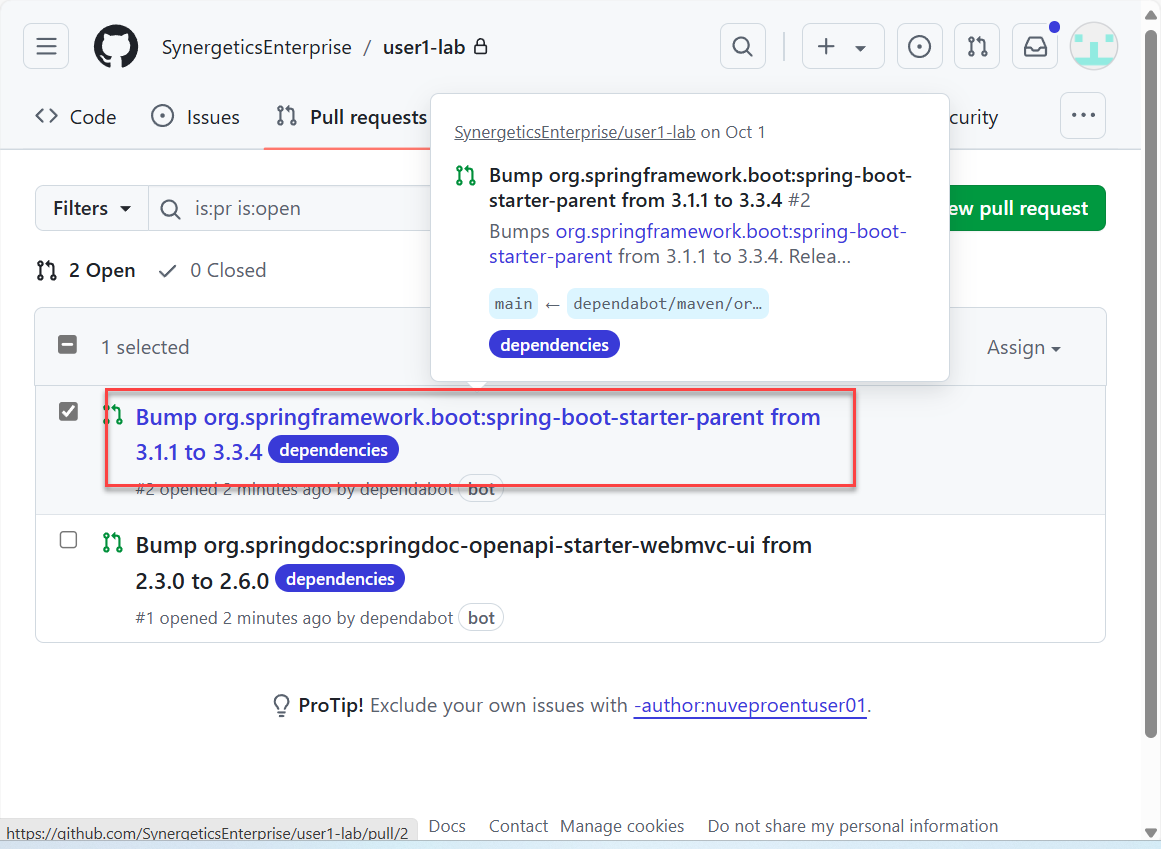 SynergeticsEnterprise / user1-lab
Code Issues Pull requests curity
SynergeticsEnterprise/user1-lab on Oct 1
Bump org.springframework.boot:spring-boot-
starter-parent from 3.1.1 to 3.3.4 #2
Bumps org.springframework.boot:spring-boot-
starter-parent from 3.1.1 to 3.3.4. Relea...
main ← dependabot/maven/or…
dependencies
Filters is:pr is:open ew pull request
2 Open 0 Closed
1 selected Assign
Bump org.springframework.boot:spring-boot-starter-parent from
3.1.1 to 3.3.4 dependencies
#2 opened 2 minutes ago by dependabot bot
Bump org.springdoc:springdoc-openapi-starter-webmvc-ui from
2.3.0 to 2.6.0 dependencies
#1 opened 2 minutes ago by dependabot bot
ProTip! Exclude your own issues with -author:nuveproentuser01.
Docs Contact Manage cookies Do not share my personal information
https://github.com/SynergeticsEnterprise/user1-lab/pull/2